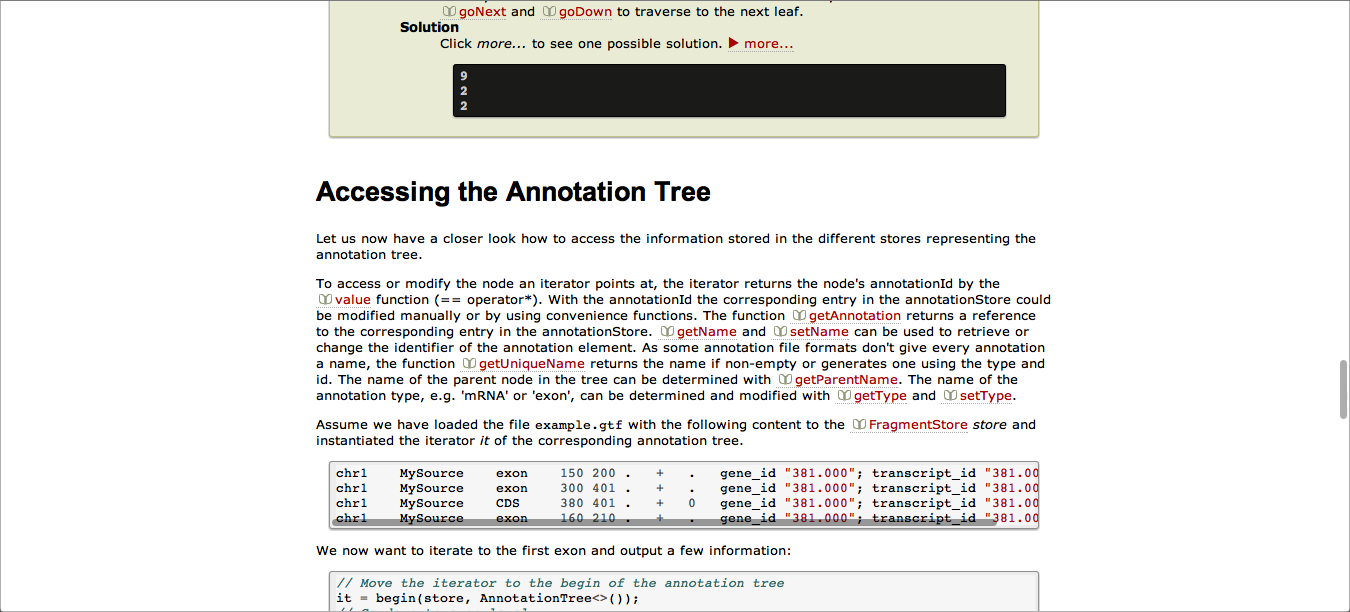 goNext and goDown to traverse to the next leaf.
Solution
Click more... to see one possible solution. ▶ more...
9
2
2
Accessing the Annotation Tree
Let us now have a closer look how to access the information stored in the different stores representing the
annotation tree.
To access or modify the node an iterator points at, the iterator returns the node's annotationId by the
value function (== operator*). With the annotationId the corresponding entry in the annotationStore could
be modified manually or by using convenience functions. The function getAnnotation returns a reference
to the corresponding entry in the annotationStore. getName and setName can be used to retrieve or
change the identifier of the annotation element. As some annotation file formats don't give every annotation
a name, the function getUniqueName returns the name if non-empty or generates one using the type and
id. The name of the parent node in the tree can be determined with getParentName. The name of the
annotation type, e.g. 'mRNA' or 'exon', can be determined and modified with getType and setType.
Assume we have loaded the file example.gtf with the following content to the FragmentStore store and
instantiated the iterator it of the corresponding annotation tree.
chr1 MySource exon 150 200 . + . gene_id "381.000"; transcript_id "381.00
chr1 MySource exon 300 401 . + . gene_id "381.000"; transcript_id "381.00
chr1 MySource CDS 380 401 . + 0 gene_id "381.000"; transcript_id "381.00
chr1 MySource exon 160 210 . + . gene_id "381.000"; transcript_id "381.00
We now want to iterate to the first exon and output a few information:
// Move the iterator to the begin of the annotation tree
it = begin(store, AnnotationTree<>());